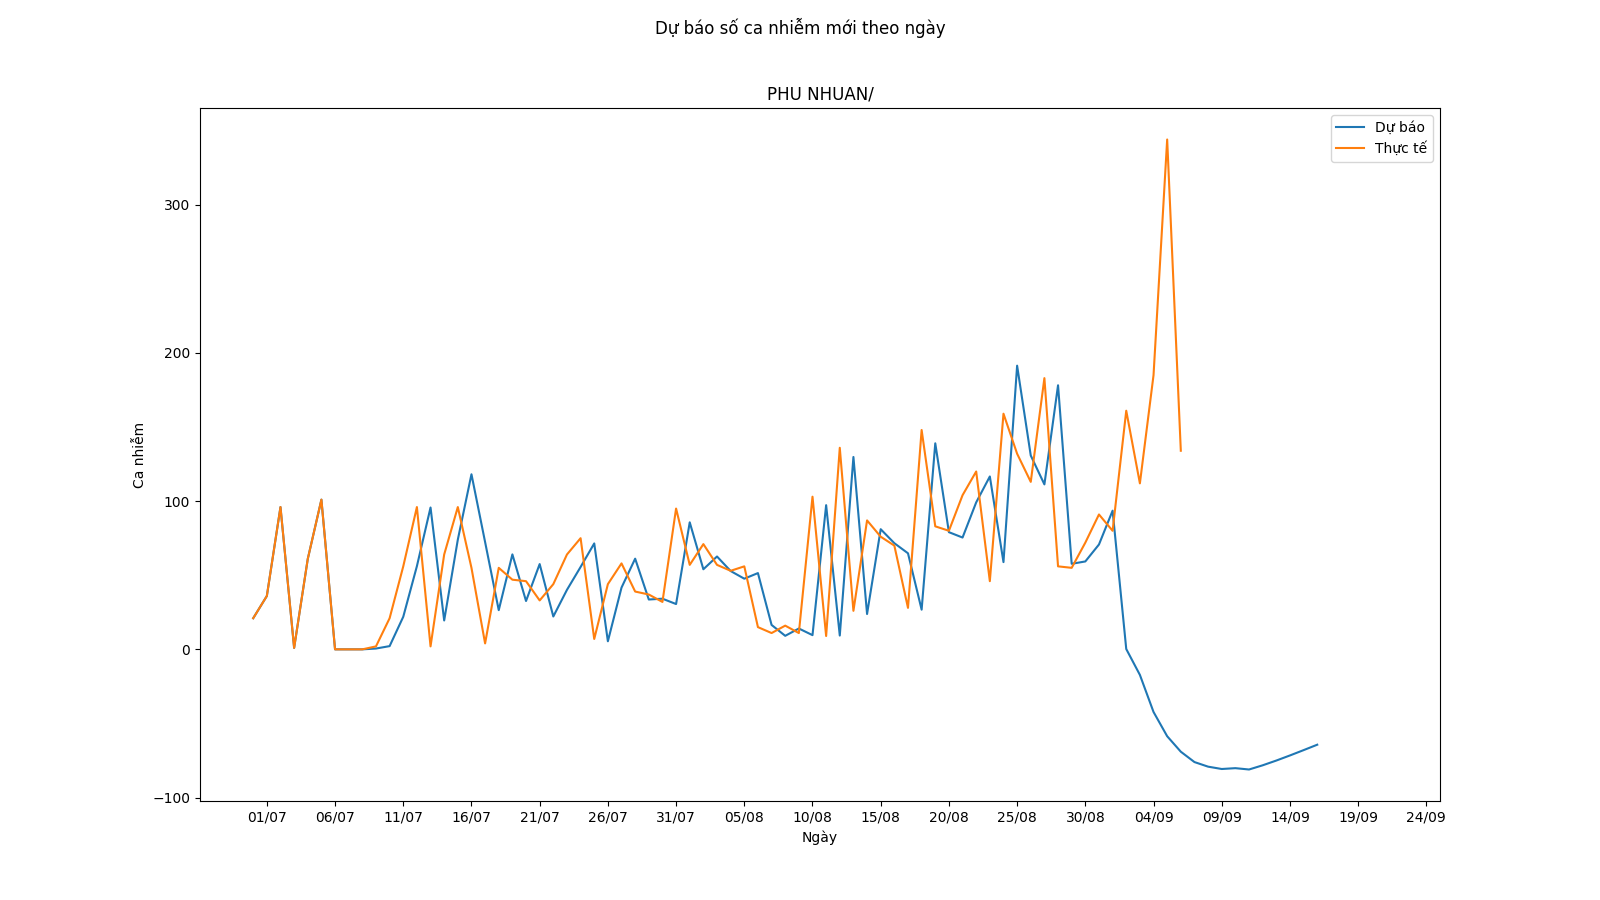 Dự báo số ca nhiễm mới theo ngày
PHU NHUAN/
Dự báo
Thực tế
Ca nhiễm
300
200
100
0
−100
01/07 06/07 11/07 16/07 21/07 26/07 31/07 05/08 10/08 15/08 20/08 25/08 30/08 04/09 09/09 14/09 19/09 24/09
Ngày